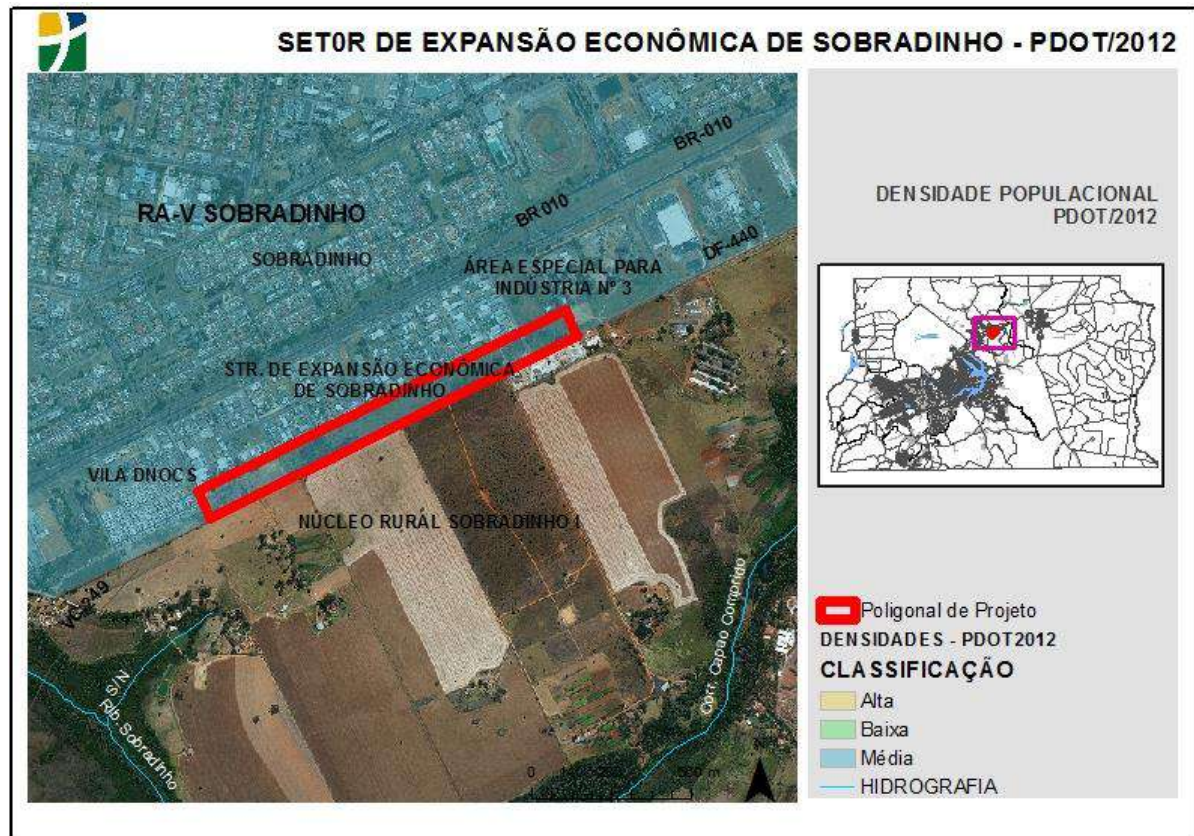 SET0R DE EXPANSÃO ECONÔMICA DE SOBRADINHO - PDOT/2012
BR-010
BR 010
RA-V SOBRADINHO
SOBRADINHO
DF-440
ÁREA ESPECIAL PARA
INDÚSTRIA Nº 3
STR. DE EXPANSÃO ECONÔMICA
DE SOBRADINHO
VILA DNOCS
NÚCLEO RURAL SOBRADINHO I
S/N
Rib. Sobradinho
Corr. Capão Comprido
0
m
DENSIDADE POPULACIONAL
PDOT/2012
Poligonal de Projeto
DENSIDADES - PDOT2012
CLASSIFICAÇÃO
Alta
Baixa
Média
HIDROGRAFIA